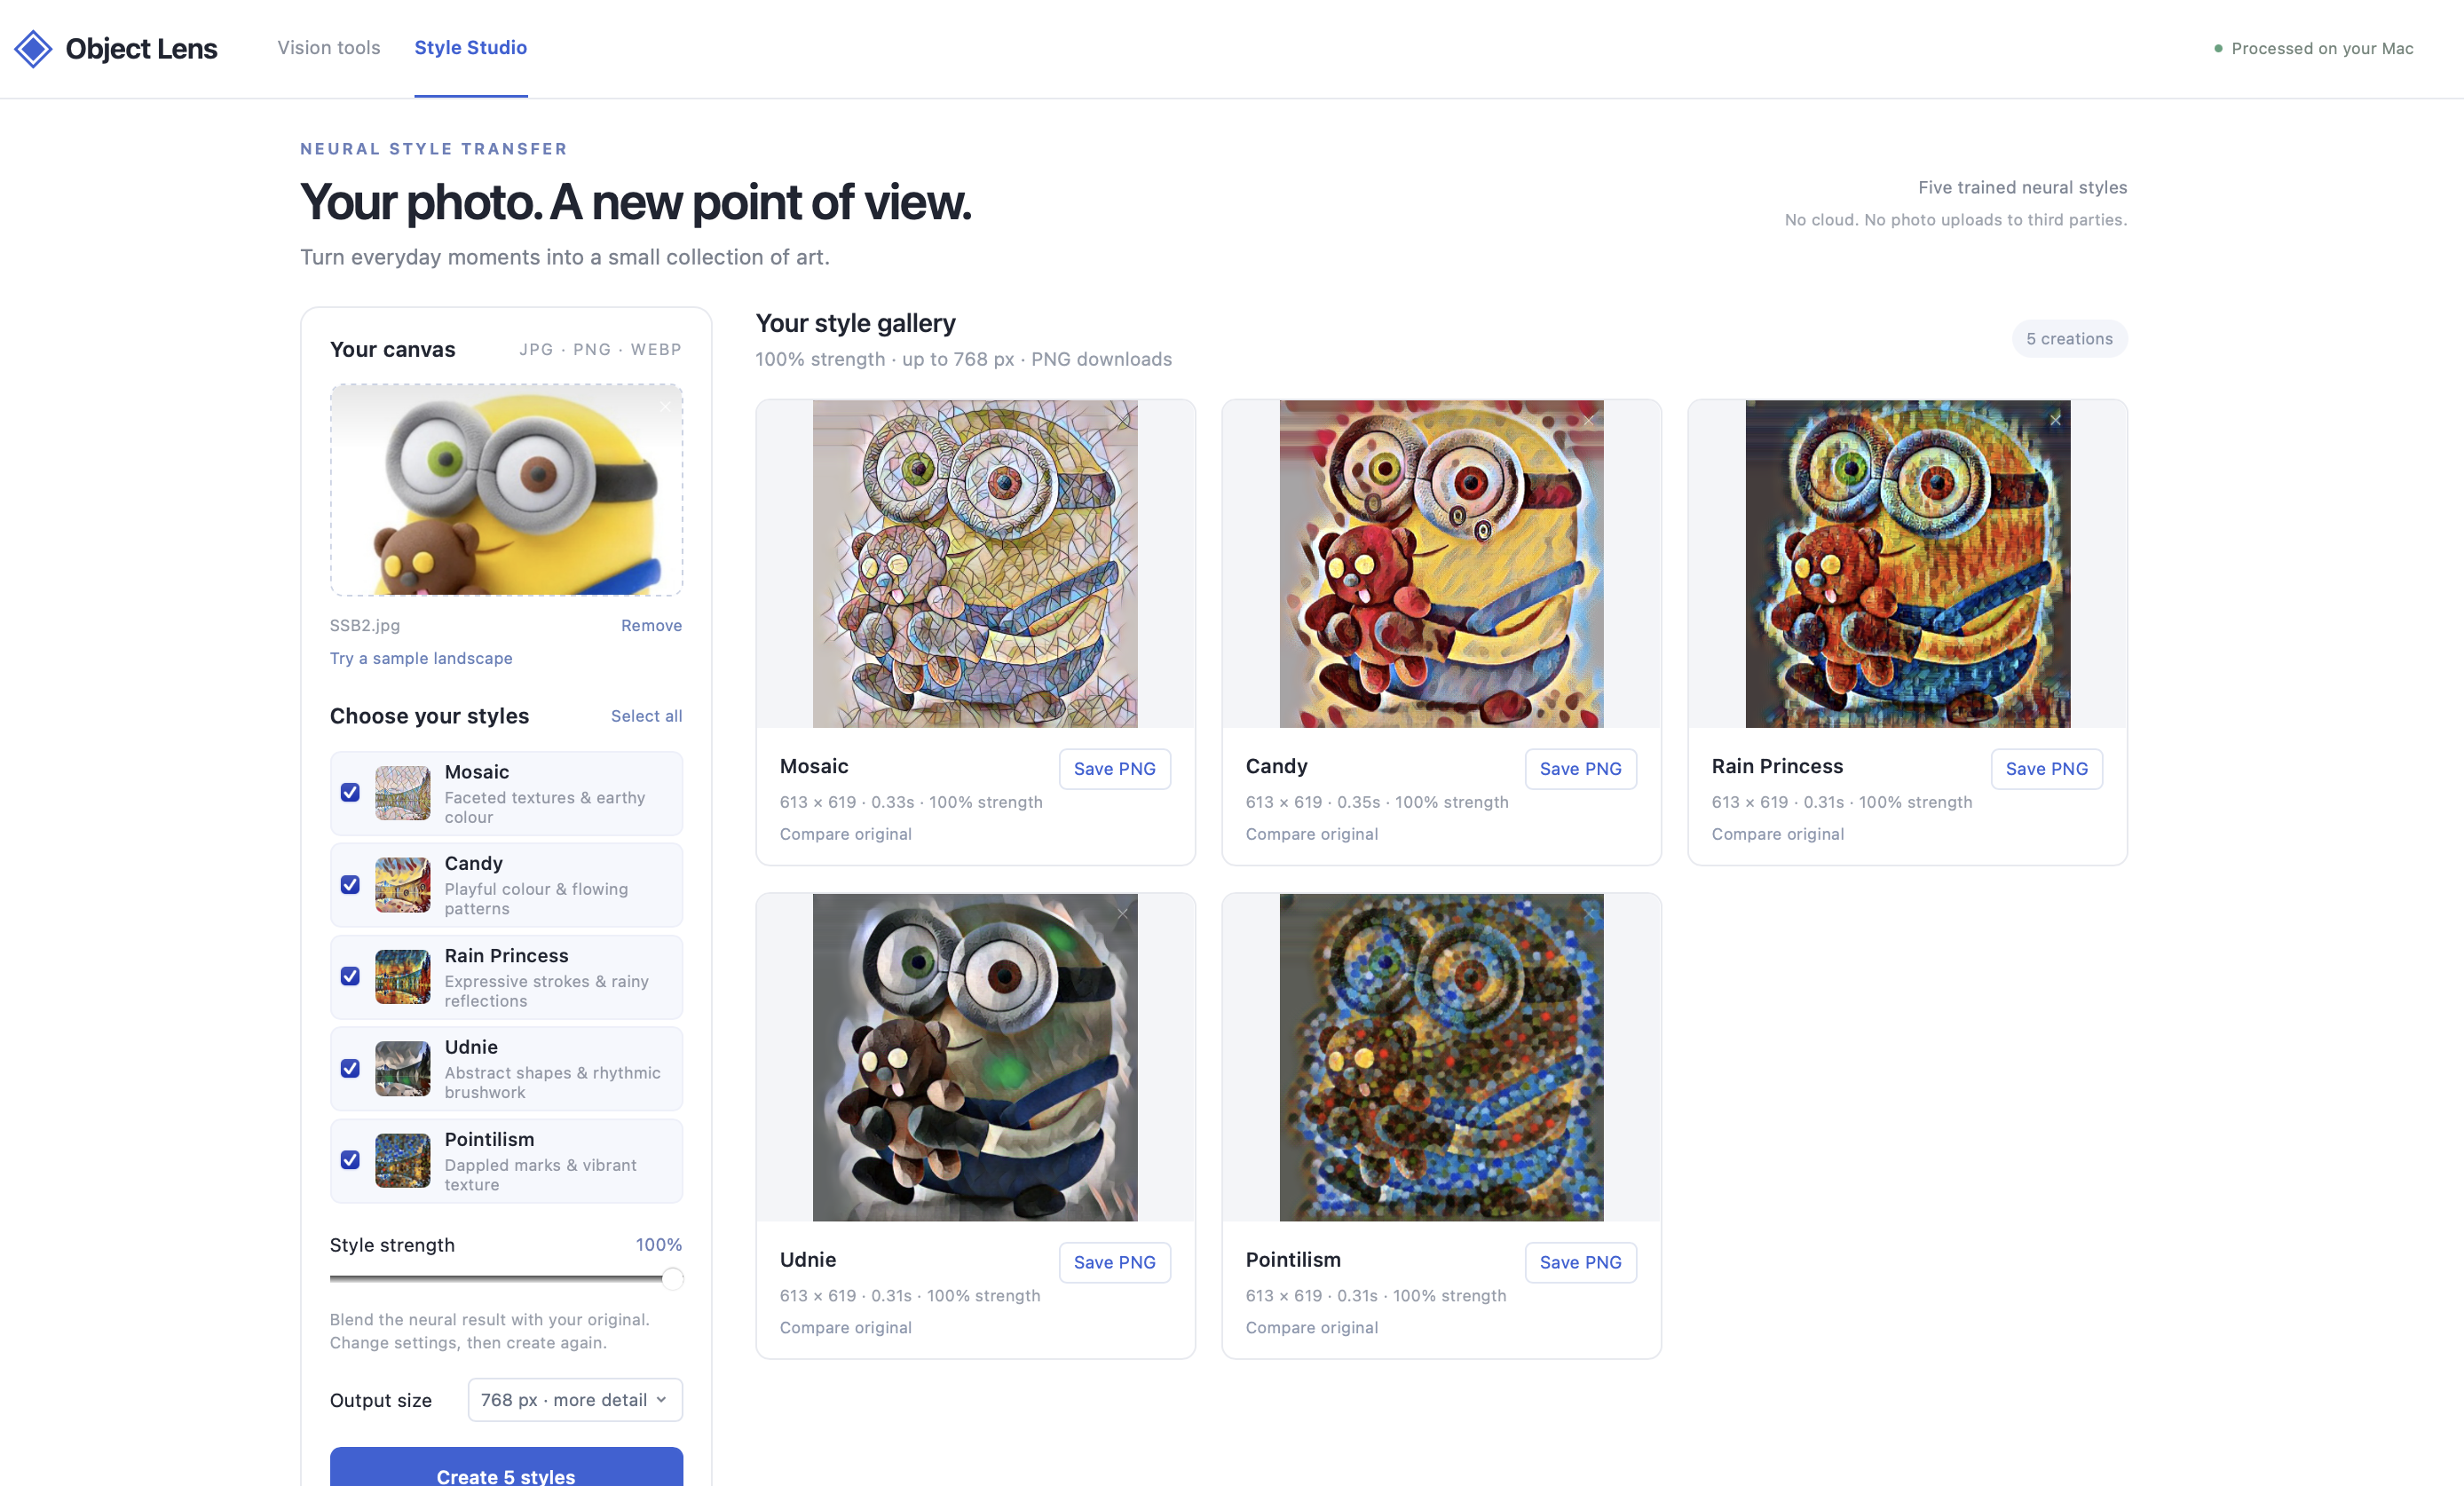 Object Lens
Vision tools
Style Studio
Processed on your Mac
NEURAL STYLE TRANSFER
Your photo. A new point of view.
Turn everyday moments into a small collection of art.
Five trained neural styles
No cloud. No photo uploads to third parties.
Your canvas
JPG · PNG · WEBP
SSB2.jpg
Remove
Try a sample landscape
Choose your styles
Select all
Mosaic
Faceted textures & earthy
colour
Candy
Playful colour & flowing
patterns
Rain Princess
Expressive strokes & rainy
reflections
Udnie
Abstract shapes & rhythmic
brushwork
Pointilism
Dappled marks & vibrant
texture
Style strength
100%
Blend the neural result with your original.
Change settings, then create again.
Output size
768 px · more detail
Create 5 styles
Your style gallery
100% strength · up to 768 px · PNG downloads
5 creations
Mosaic
Save PNG
613 × 619 · 0.33s · 100% strength
Compare original
Candy
Save PNG
613 × 619 · 0.35s · 100% strength
Compare original
Rain Princess
Save PNG
613 × 619 · 0.31s · 100% strength
Compare original
Udnie
Save PNG
613 × 619 · 0.31s · 100% strength
Compare original
Pointilism
Save PNG
613 × 619 · 0.31s · 100% strength
Compare original